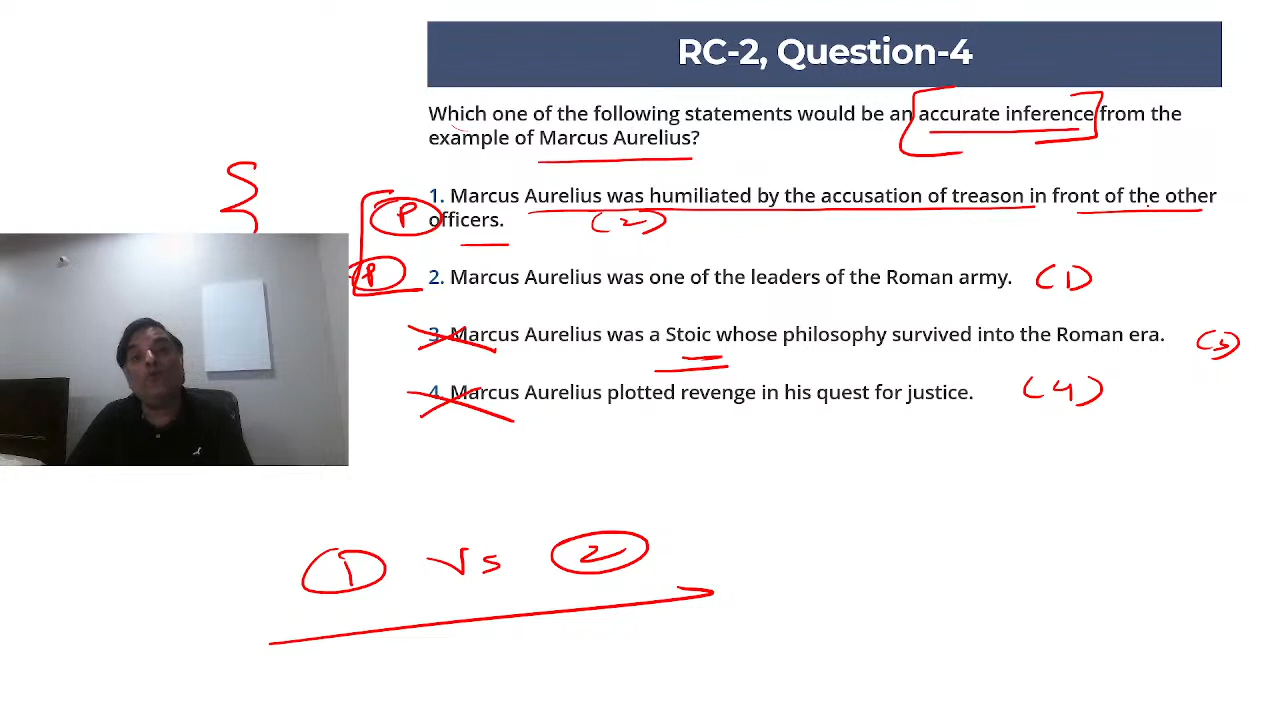 RC-2, Question-4
Which one of the following statements would be an accurate inference from the
example of Marcus Aurelius?
1. Marcus Aurelius was humiliated by the accusation of treason in front of the other
P officers. (2)
P 2. Marcus Aurelius was one of the leaders of the Roman army. (1)
3. Marcus Aurelius was a Stoic whose philosophy survived into the Roman era. (3)
4. Marcus Aurelius plotted revenge in his quest for justice. (4)
1 Vs 2